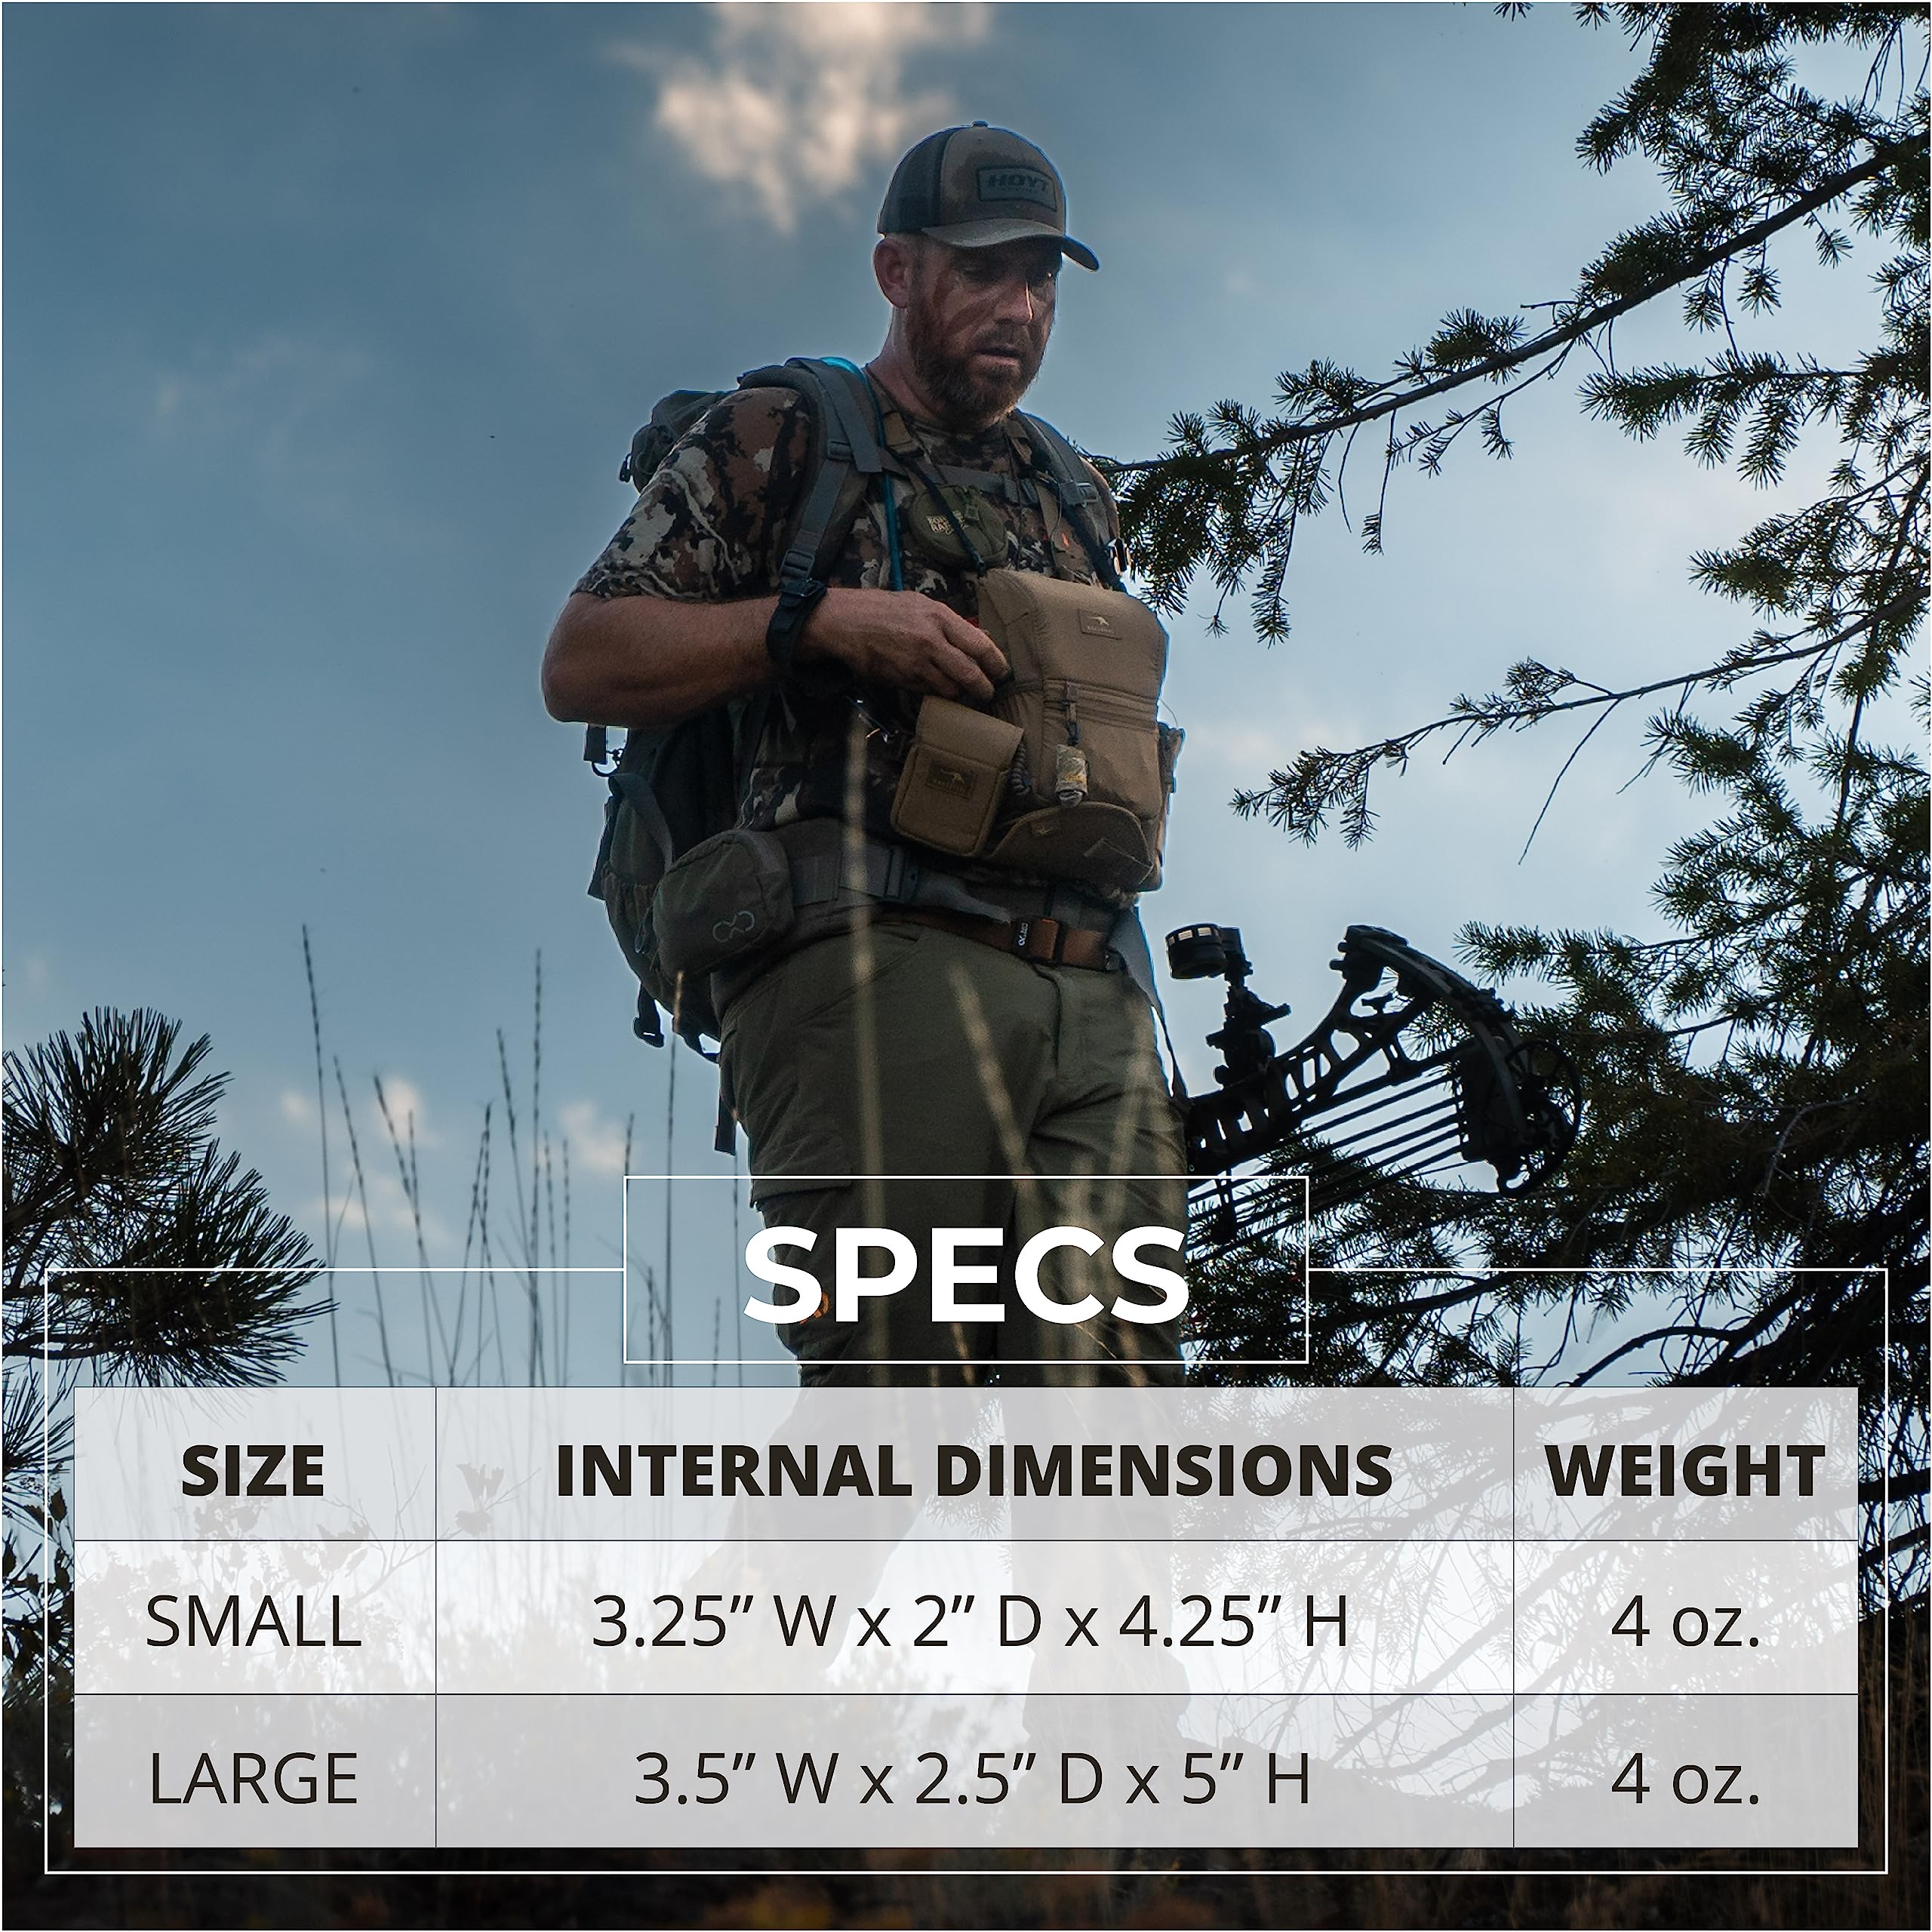 HOYT
SPECS
SIZE INTERNAL DIMENSIONS WEIGHT
SMALL 3.25” W x 2” D x 4.25” H 4 oz.
LARGE 3.5” W x 2.5” D x 5” H 4 oz.